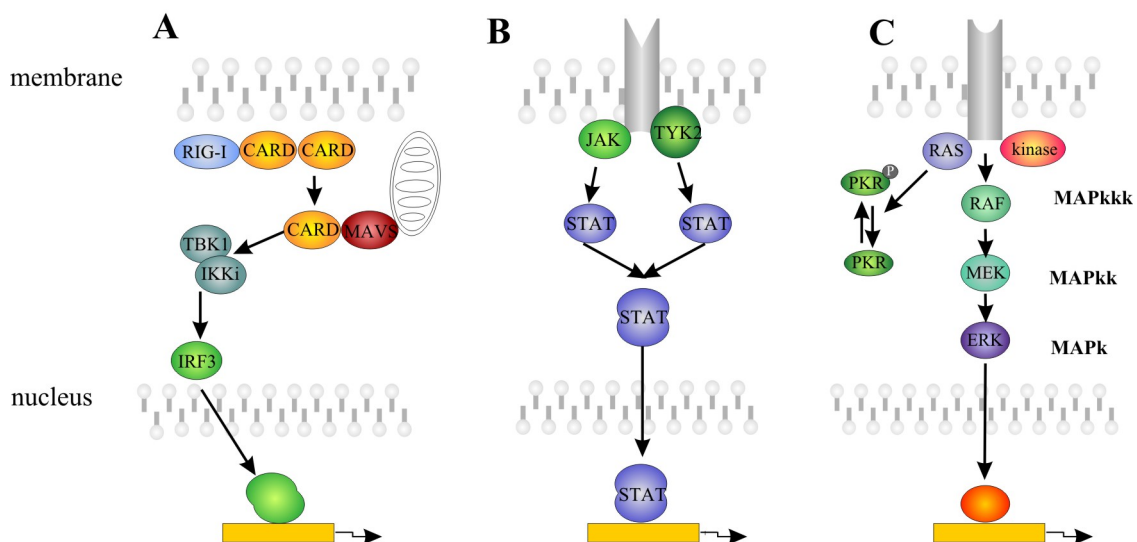 A
B
C
membrane
RIG-I
CARD
CARD
CARD
MAVS
TBK1
IKKi
IRF3
nucleus
JAK
TYK2
STAT
STAT
STAT
STAT
RAS
kinase
P
PKR
PKR
RAF
MAPkkk
MEK
MAPkk
ERK
MAPk